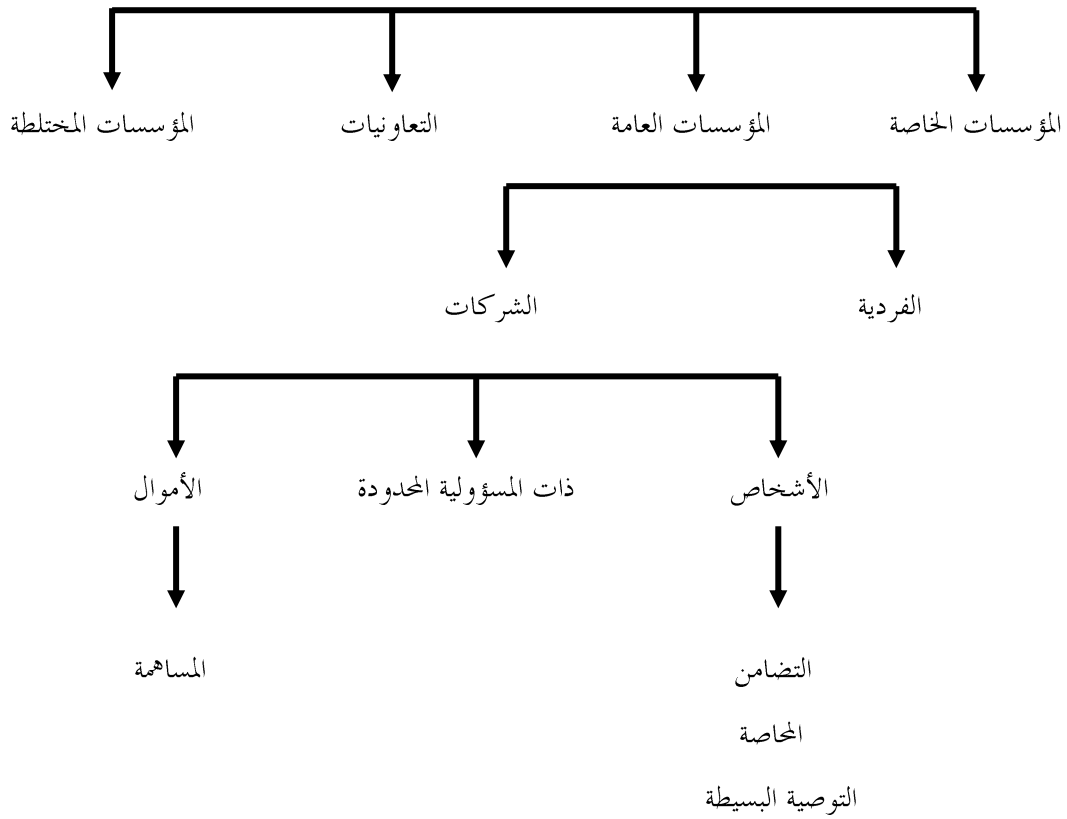 المؤسسات الخاصة المؤسسات العامة التعاونيات المؤسسات المختلطة
الفردية الشركات
الأشخاص ذات المسؤولية المحدودة الأموال
التضامن المساهمة
المحاصة
التوصية البسيطة